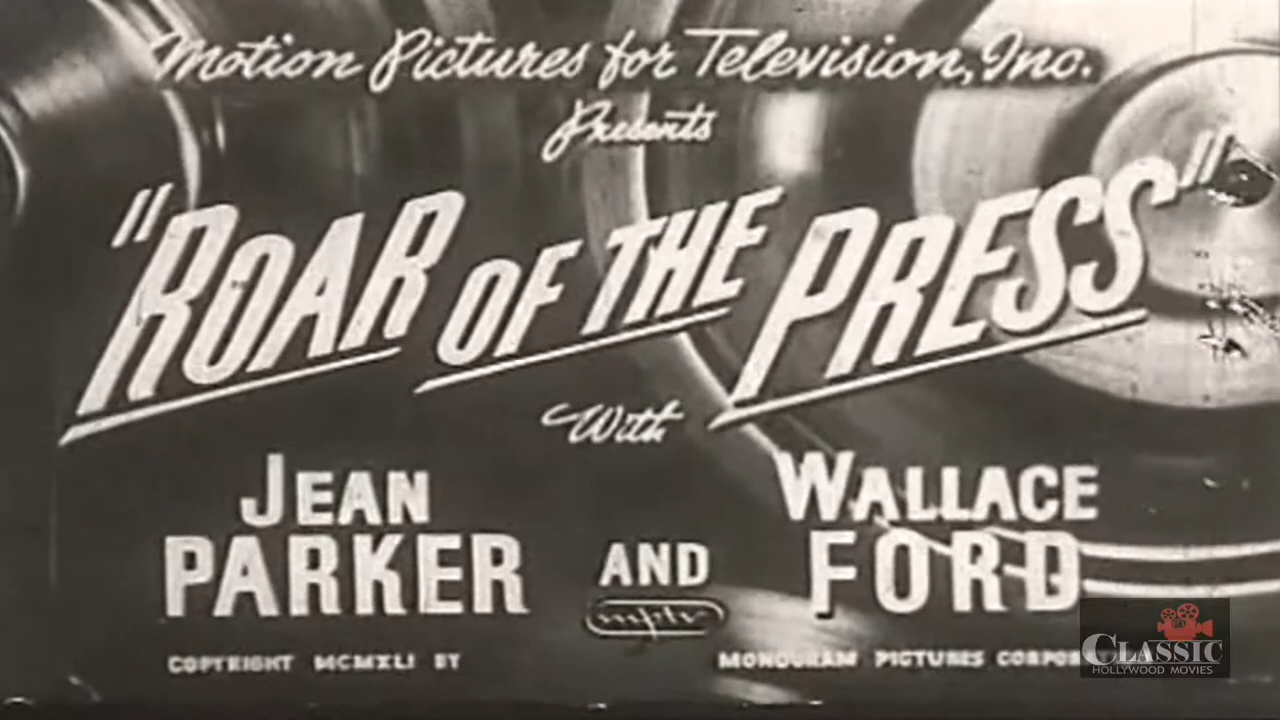 Motion Pictures for Television, Inc.
Presents
"ROAR OF THE PRESS"
With
JEAN PARKER
AND
WALLACE FORD
mptv
COPYRIGHT MCMXLI BY
MONOGRAM PICTURES
CLASSIC
HOLLYWOOD MOVIES